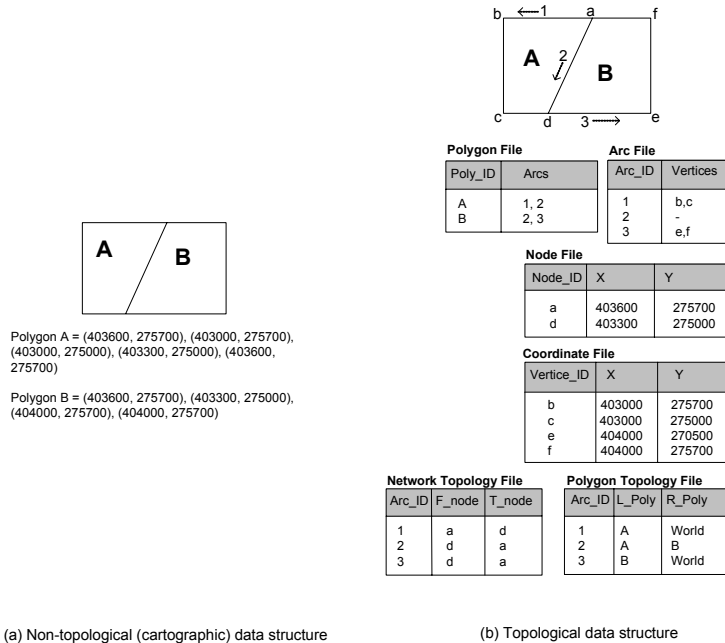 A
B
Polygon A = (403600, 275700), (403000, 275700),
(403000, 275000), (403300, 275000), (403600,
275700)
Polygon B = (403600, 275700), (403300, 275000),
(404000, 275700), (404000, 275700)
(a) Non-topological (cartographic) data structure
b 1 a f
A 2 B
c d 3 e
Polygon File
Poly_ID Arcs
A 1, 2
B 2, 3
Arc File
Arc_ID Vertices
1 b,c
2 -
3 e,f
Node File
Node_ID X Y
a 403600 275700
d 403300 275000
Coordinate File
Vertice_ID X Y
b 403000 275700
c 403000 275000
e 404000 270500
f 404000 275700
Network Topology File
Arc_ID F_node T_node
1 a d
2 d a
3 d a
Polygon Topology File
Arc_ID L_Poly R_Poly
1 A World
2 A B
3 B World
(b) Topological data structure